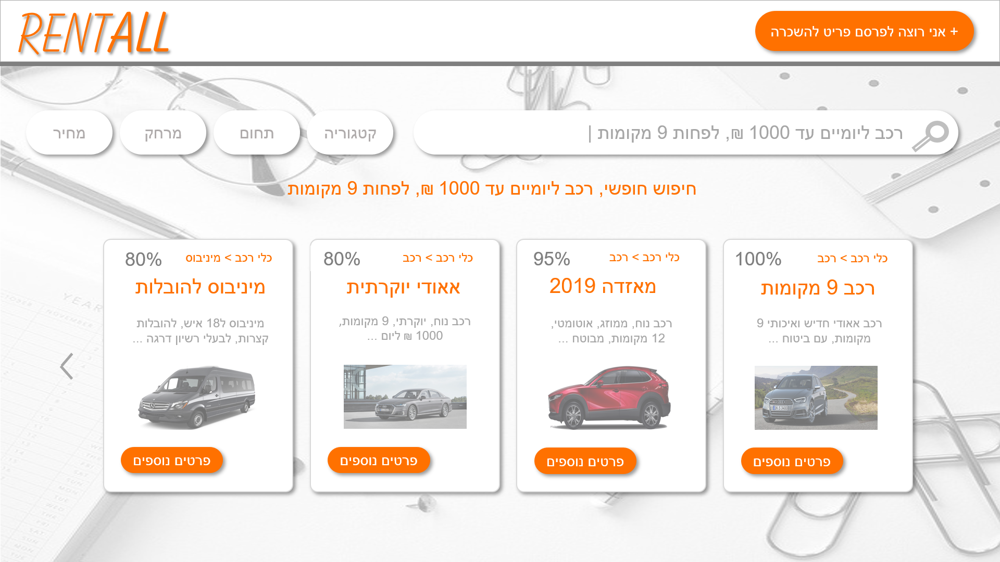 RENTALL
+ אני רוצה לפרסם פריט להשכרה
רכב ליומיים עד 1000 ₪, לפחות 9 מקומות |
קטגוריה
תחום
מרחק
מחיר
חיפוש חופשי, רכב ליומיים עד 1000 ₪, לפחות 9 מקומות
כלי רכב > רכב
100%
רכב 9 מקומות
רכב אאודי חדיש ואיכותי 9
מקומות, עם ביטוח ...
פרטים נוספים
כלי רכב > רכב
95%
מאזדה 2019
רכב נוח, ממוזג, אוטומטי,
12 מקומות, מבוטח ...
פרטים נוספים
כלי רכב > רכב
80%
אאודי יוקרתית
רכב נוח, יוקרתי, 9 מקומות,
1000 ₪ ליום ...
פרטים נוספים
כלי רכב > מיניבוס
80%
מיניבוס להובלות
מיניבוס ל18 איש, להובלות
קצרות, לבעלי רשיון דרגה ...
פרטים נוספים
YEAR
OCTOBER
NOVEMBER